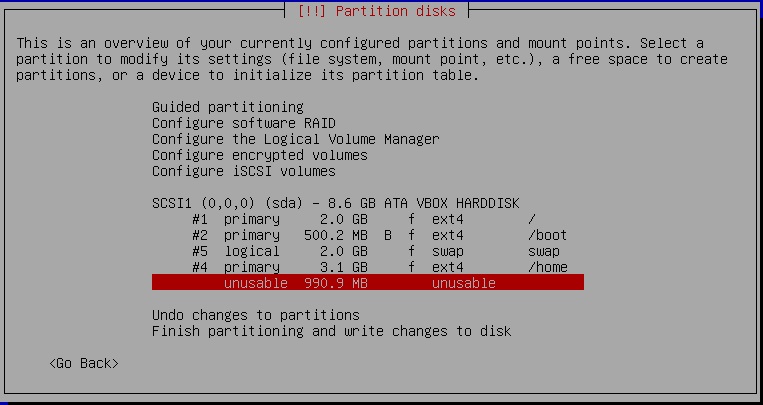 [!!] Partition disks
This is an overview of your currently configured partitions and mount points. Select a
partition to modify its settings (file system, mount point, etc.), a free space to create
partitions, or a device to initialize its partition table.
Guided partitioning
Configure software RAID
Configure the Logical Volume Manager
Configure encrypted volumes
Configure iSCSI volumes
SCSI1 (0,0,0) (sda) - 8.6 GB ATA VBOX HARDDISK
#1 primary 2.0 GB f ext4 /
#2 primary 500.2 MB B f ext4 /boot
#5 logical 2.0 GB f swap swap
#4 primary 3.1 GB f ext4 /home
unusable 990.9 MB unusable
Undo changes to partitions
Finish partitioning and write changes to disk
<Go Back>